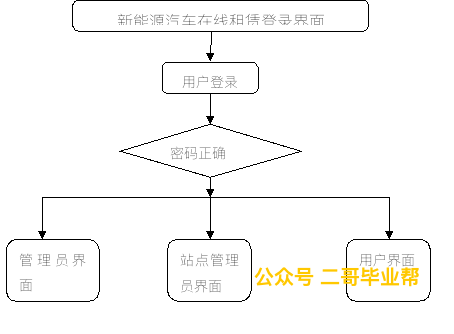 新能源汽车在线租赁登录界面
用户登录
密码正确
管理员界
面
站点管理
员界面
用户界面
公众号 二哥毕业帮